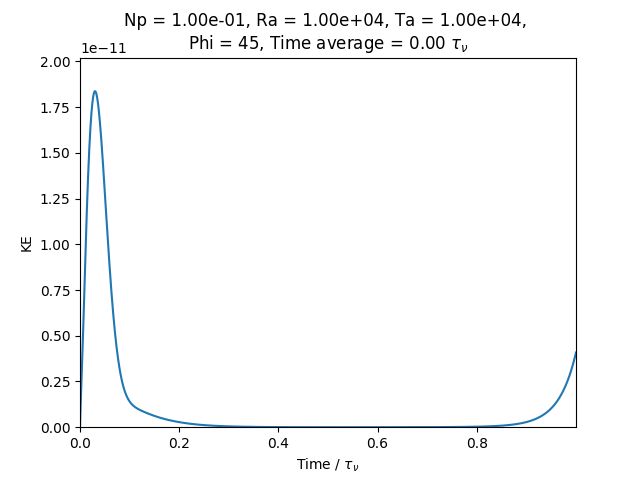 Np = 1.00e-01, Ra = 1.00e+04, Ta = 1.00e+04,
Phi = 45, Time average = 0.00 τν
1e−11
2.00
1.75
1.50
1.25
1.00
0.75
0.50
0.25
0.00
KE
0.0 0.2 0.4 0.6 0.8
Time / τν